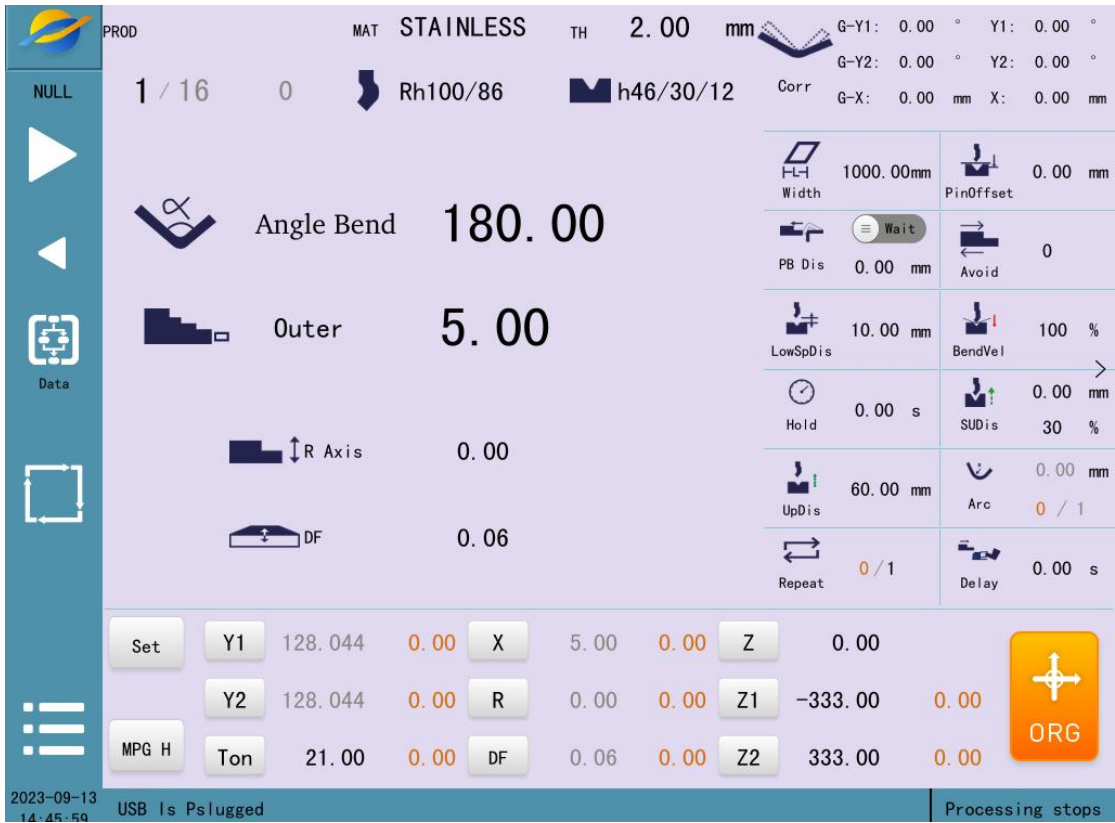 PROD MAT STAINLESS TH 2.00 mm
NULL 1 / 16 0 Rh100/86 h46/30/12
Corr
G-Y1: 0.00 ° Y1: 0.00 °
G-Y2: 0.00 ° Y2: 0.00 °
G-X: 0.00 mm X: 0.00 mm
α Angle Bend 180.00
Outer 5.00
R Axis 0.00
DF 0.06
Data
Width 1000.00mm
PinOffset 0.00 mm
PB Dis Wait 0.00 mm
Avoid 0
LowSpDis 10.00 mm
BendVel 100 %
Hold 0.00 s
SUDis 0.00 mm 30 %
UpDis 60.00 mm
Arc 0.00 mm 0 / 1
Repeat 0/1
Delay 0.00 s
Set Y1 128.044 0.00 X 5.00 0.00 Z 0.00
Y2 128.044 0.00 R 0.00 0.00 Z1 -333.00 0.00
MPG H Ton 21.00 0.00 DF 0.06 0.00 Z2 333.00 0.00
ORG
2023-09-13
14:45:59
USB Is Pslugged
Processing stops